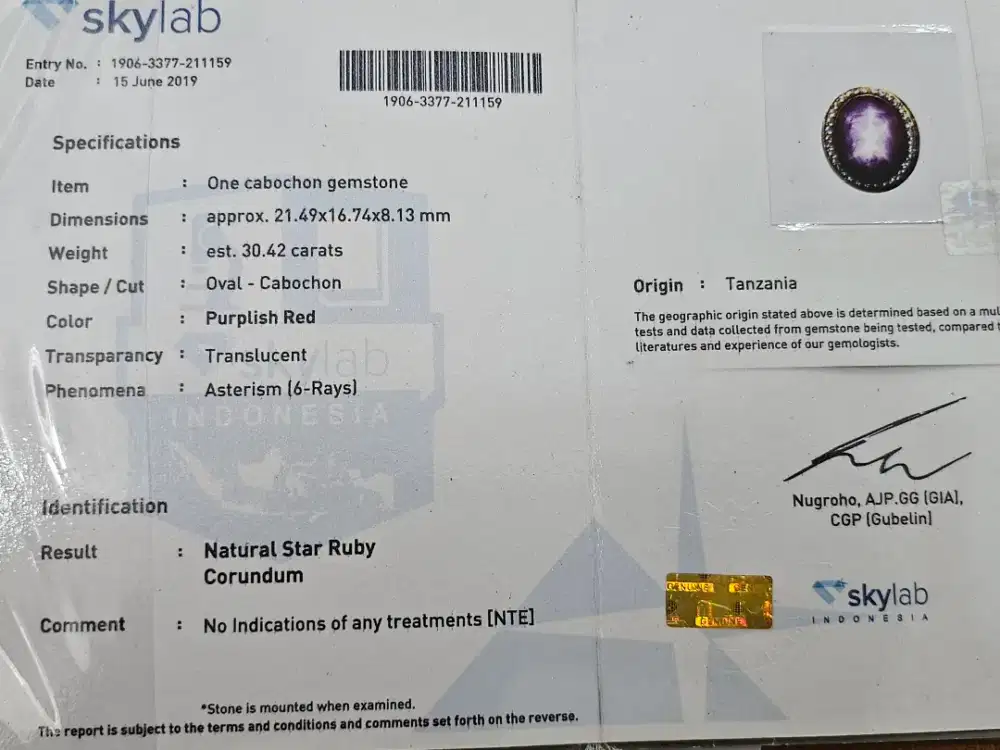 skylab
Entry No. : 1906-3377-211159
Date : 15 June 2019
1906-3377-211159
Specifications
Item : One cabochon gemstone
Dimensions : approx. 21.49x16.74x8.13 mm
Weight : est. 30.42 carats
Shape / Cut : Oval - Cabochon
Color : Purplish Red
Transparency : Translucent
Phenomena : Asterism (6-Rays)
skylab
INDONESIA
Identification
Result : Natural Star Ruby
Corundum
Comment : No Indications of any treatments [NTE]
*Stone is mounted when examined.
The report is subject to the terms and conditions and comments set forth on the reverse.
Origin : Tanzania
The geographic origin stated above is determined based on a
tests and data collected from gemstone being tested, compared
literatures and experience of our gemologists.
Nugroho, AJP.GG (GIA),
CGP (Gubelin)
GENUINE
GENUINE
skylab
INDONESIA